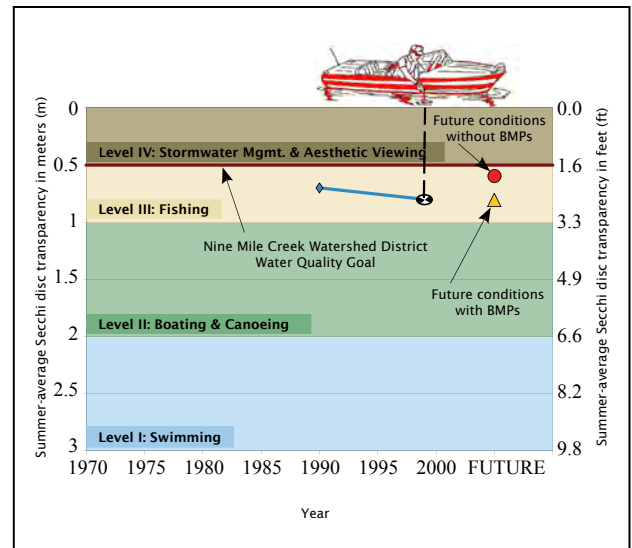 0
0.0
Future conditions
without BMPs
Level IV: Stormwater Mgmt. & Aesthetic Viewing
0.5
1.6
Level III: Fishing
1
3.3
Nine Mile Creek Watershed District
Water Quality Goal
1.5
4.9
Future conditions
with BMPs
Level II: Boating & Canoeing
2
6.6
2.5
8.2
Level I: Swimming
3
9.8
1970 1975 1980 1985 1990 1995 2000 FUTURE
Year
Summer-average Secchi disc transparency in meters (m)
Summer-average Secchi disc transparency in feet (ft)